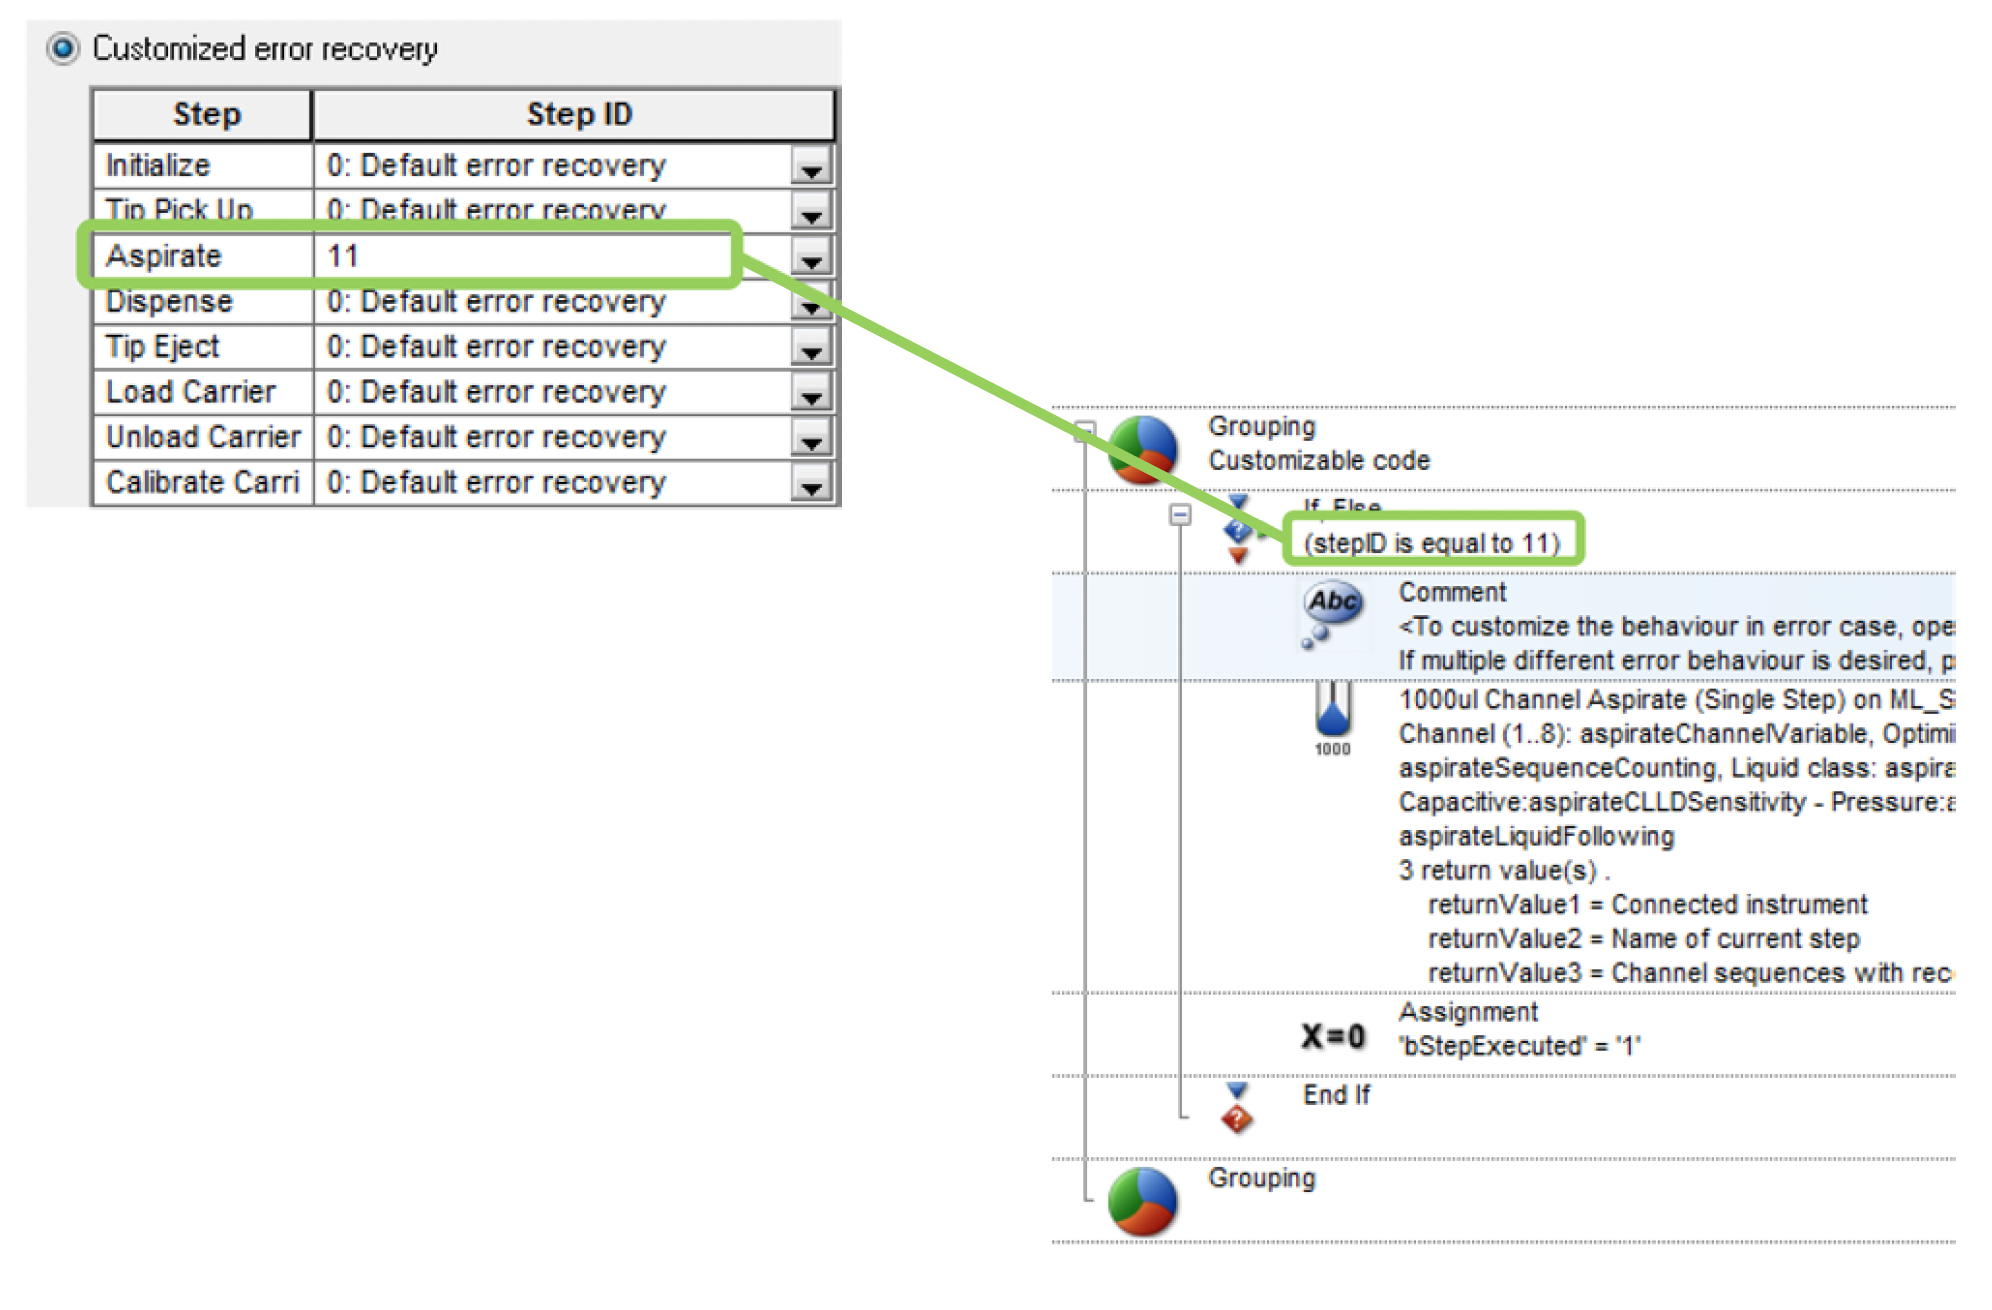 Customized error recovery
Step Step ID
Initialize 0: Default error recovery
Tip Pick Up 0: Default error recovery
Aspirate 11
Dispense 0: Default error recovery
Tip Eject 0: Default error recovery
Load Carrier 0: Default error recovery
Unload Carrier 0: Default error recovery
Calibrate Carri 0: Default error recovery
Grouping
Customizable code
If, Else
(stepID is equal to 11)
Abc
Comment
<To customize the behaviour in error case, ope
If multiple different error behaviour is desired, p
1000
1000ul Channel Aspirate (Single Step) on ML_S
Channel (1..8): aspirateChannelVariable, Optimi
aspirateSequenceCounting, Liquid class: aspira
Capacitive:aspirateCLLDSensitivity - Pressure:a
aspirateLiquidFollowing
3 return value(s) .
returnValue1 = Connected instrument
returnValue2 = Name of current step
returnValue3 = Channel sequences with rec
X=0
Assignment
'bStepExecuted' = '1'
? End If
Grouping